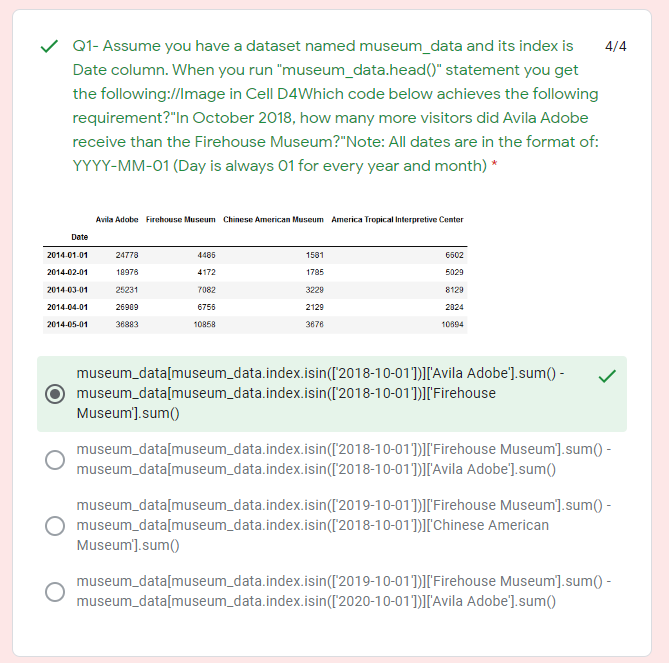 Q1- Assume you have a dataset named museum_data and its index is 4/4
Date column. When you run "museum_data.head()" statement you get
the following://Image in Cell D4Which code below achieves the following
requirement?"In October 2018, how many more visitors did Avila Adobe
receive than the Firehouse Museum?"Note: All dates are in the format of:
YYYY-MM-01 (Day is always 01 for every year and month) *
Avila Adobe Firehouse Museum Chinese American Museum America Tropical Interpretive Center
Date
2014-01-01 24778 4486 1581 6602
2014-02-01 18976 4172 1785 5029
2014-03-01 25231 7082 3229 8129
2014-04-01 26989 6756 2129 2824
2014-05-01 36883 10858 3676 10694
museum_data[museum_data.index.isin(['2018-10-01'])]['Avila Adobe'].sum() -
museum_data[museum_data.index.isin(['2018-10-01'])]['Firehouse
Museum'].sum()
museum_data[museum_data.index.isin(['2018-10-01'])]['Firehouse Museum'].sum() -
museum_data[museum_data.index.isin(['2018-10-01'])]['Avila Adobe'].sum()
museum_data[museum_data.index.isin(['2019-10-01'])]['Firehouse Museum'].sum() -
museum_data[museum_data.index.isin(['2018-10-01'])]['Chinese American
Museum'].sum()
museum_data[museum_data.index.isin(['2019-10-01'])]['Firehouse Museum'].sum() -
museum_data[museum_data.index.isin(['2020-10-01'])]['Avila Adobe'].sum()